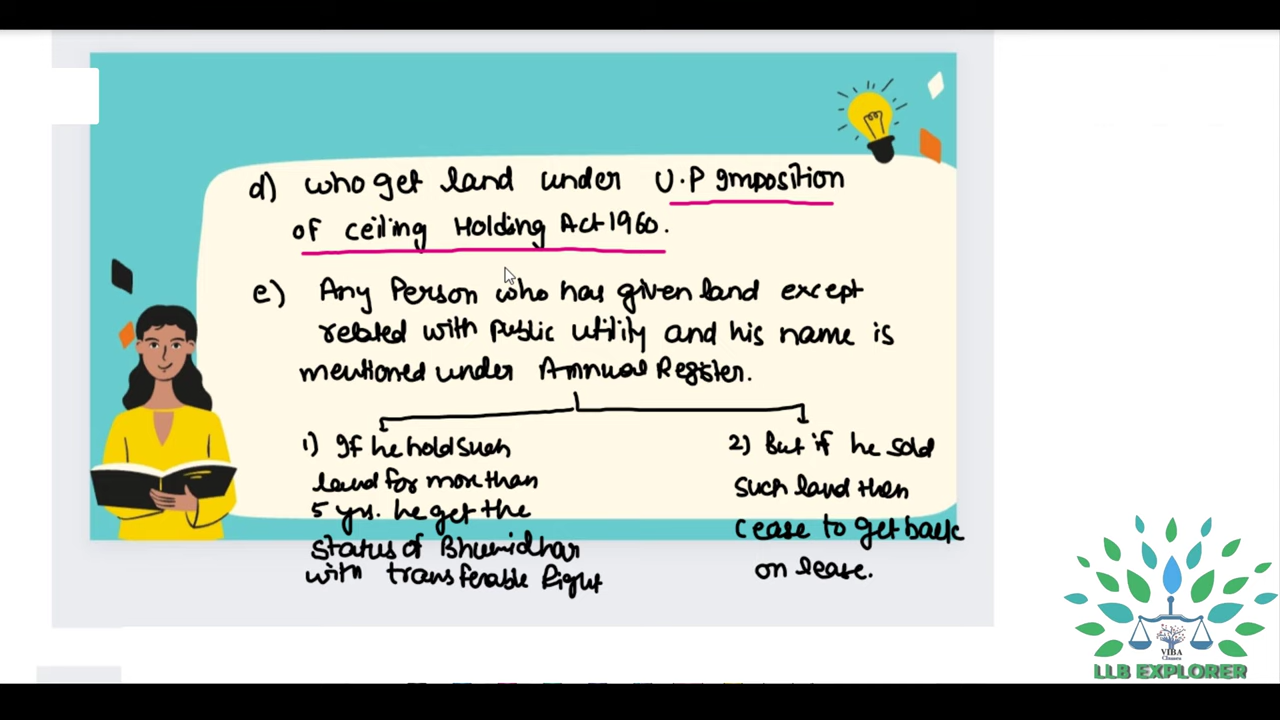 d) who get land under U.P Imposition
of ceiling Holding Act 1960.
e) Any Person who has given land except
related with public utility and his name is
mentioned under Annual Register.
1) If he hold such
land for more than
5 yrs. he get the
status of Bhumidhar
with transferable Right
2) But if he sold
such land then
cease to get back
on lease.
VIBA
Classes
LLB EXPLORER